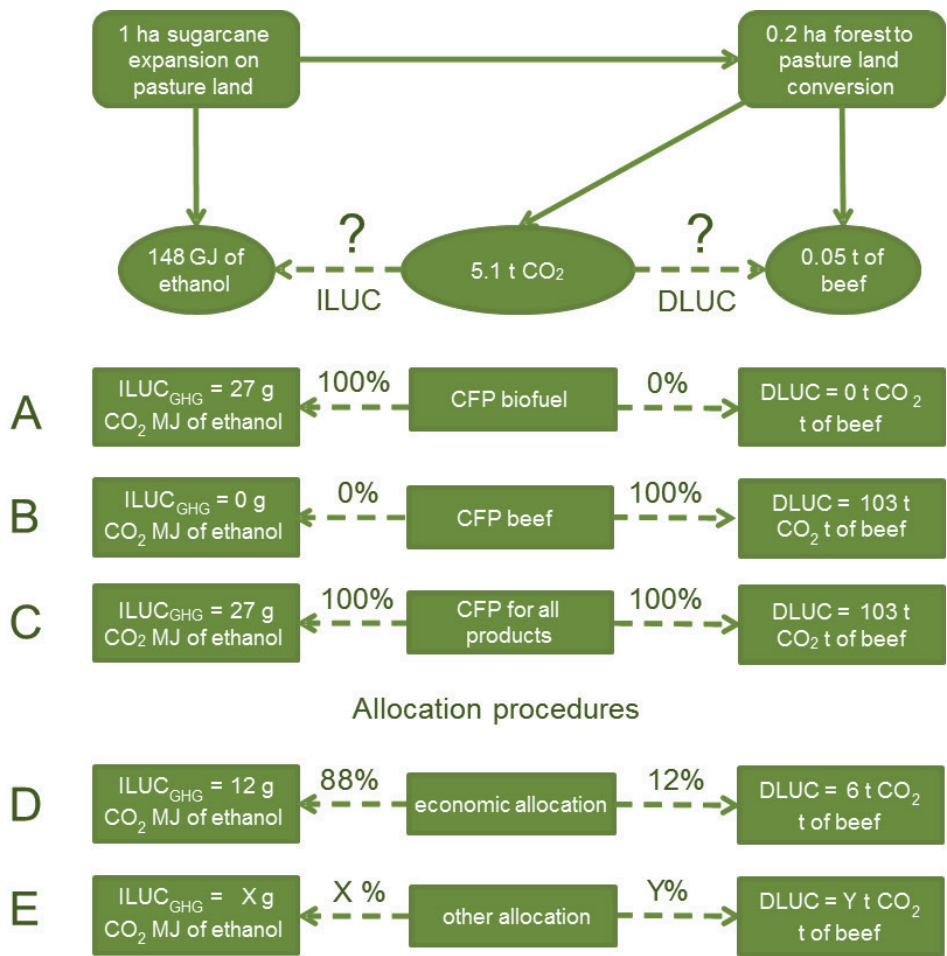 1 ha sugarcane
expansion on
pasture land
0.2 ha forest to
pasture land
conversion
148 GJ of
ethanol
?
ILUC
5.1 t CO₂
?
DLUC
0.05 t of
beef
A
ILUC_GHG = 27 g
CO₂ MJ of ethanol
100%
CFP biofuel
0%
DLUC = 0 t CO₂
t of beef
B
ILUC_GHG = 0 g
CO₂ MJ of ethanol
0%
CFP beef
100%
DLUC = 103 t
CO₂ t of beef
C
ILUC_GHG = 27 g
CO₂ MJ of ethanol
100%
CFP for all
products
100%
DLUC = 103 t
CO₂ t of beef
Allocation procedures
D
ILUC_GHG = 12 g
CO₂ MJ of ethanol
88%
economic allocation
12%
DLUC = 6 t CO₂
t of beef
E
ILUC_GHG = X g
CO₂ MJ of ethanol
X %
other allocation
Y%
DLUC = Y t CO₂
t of beef